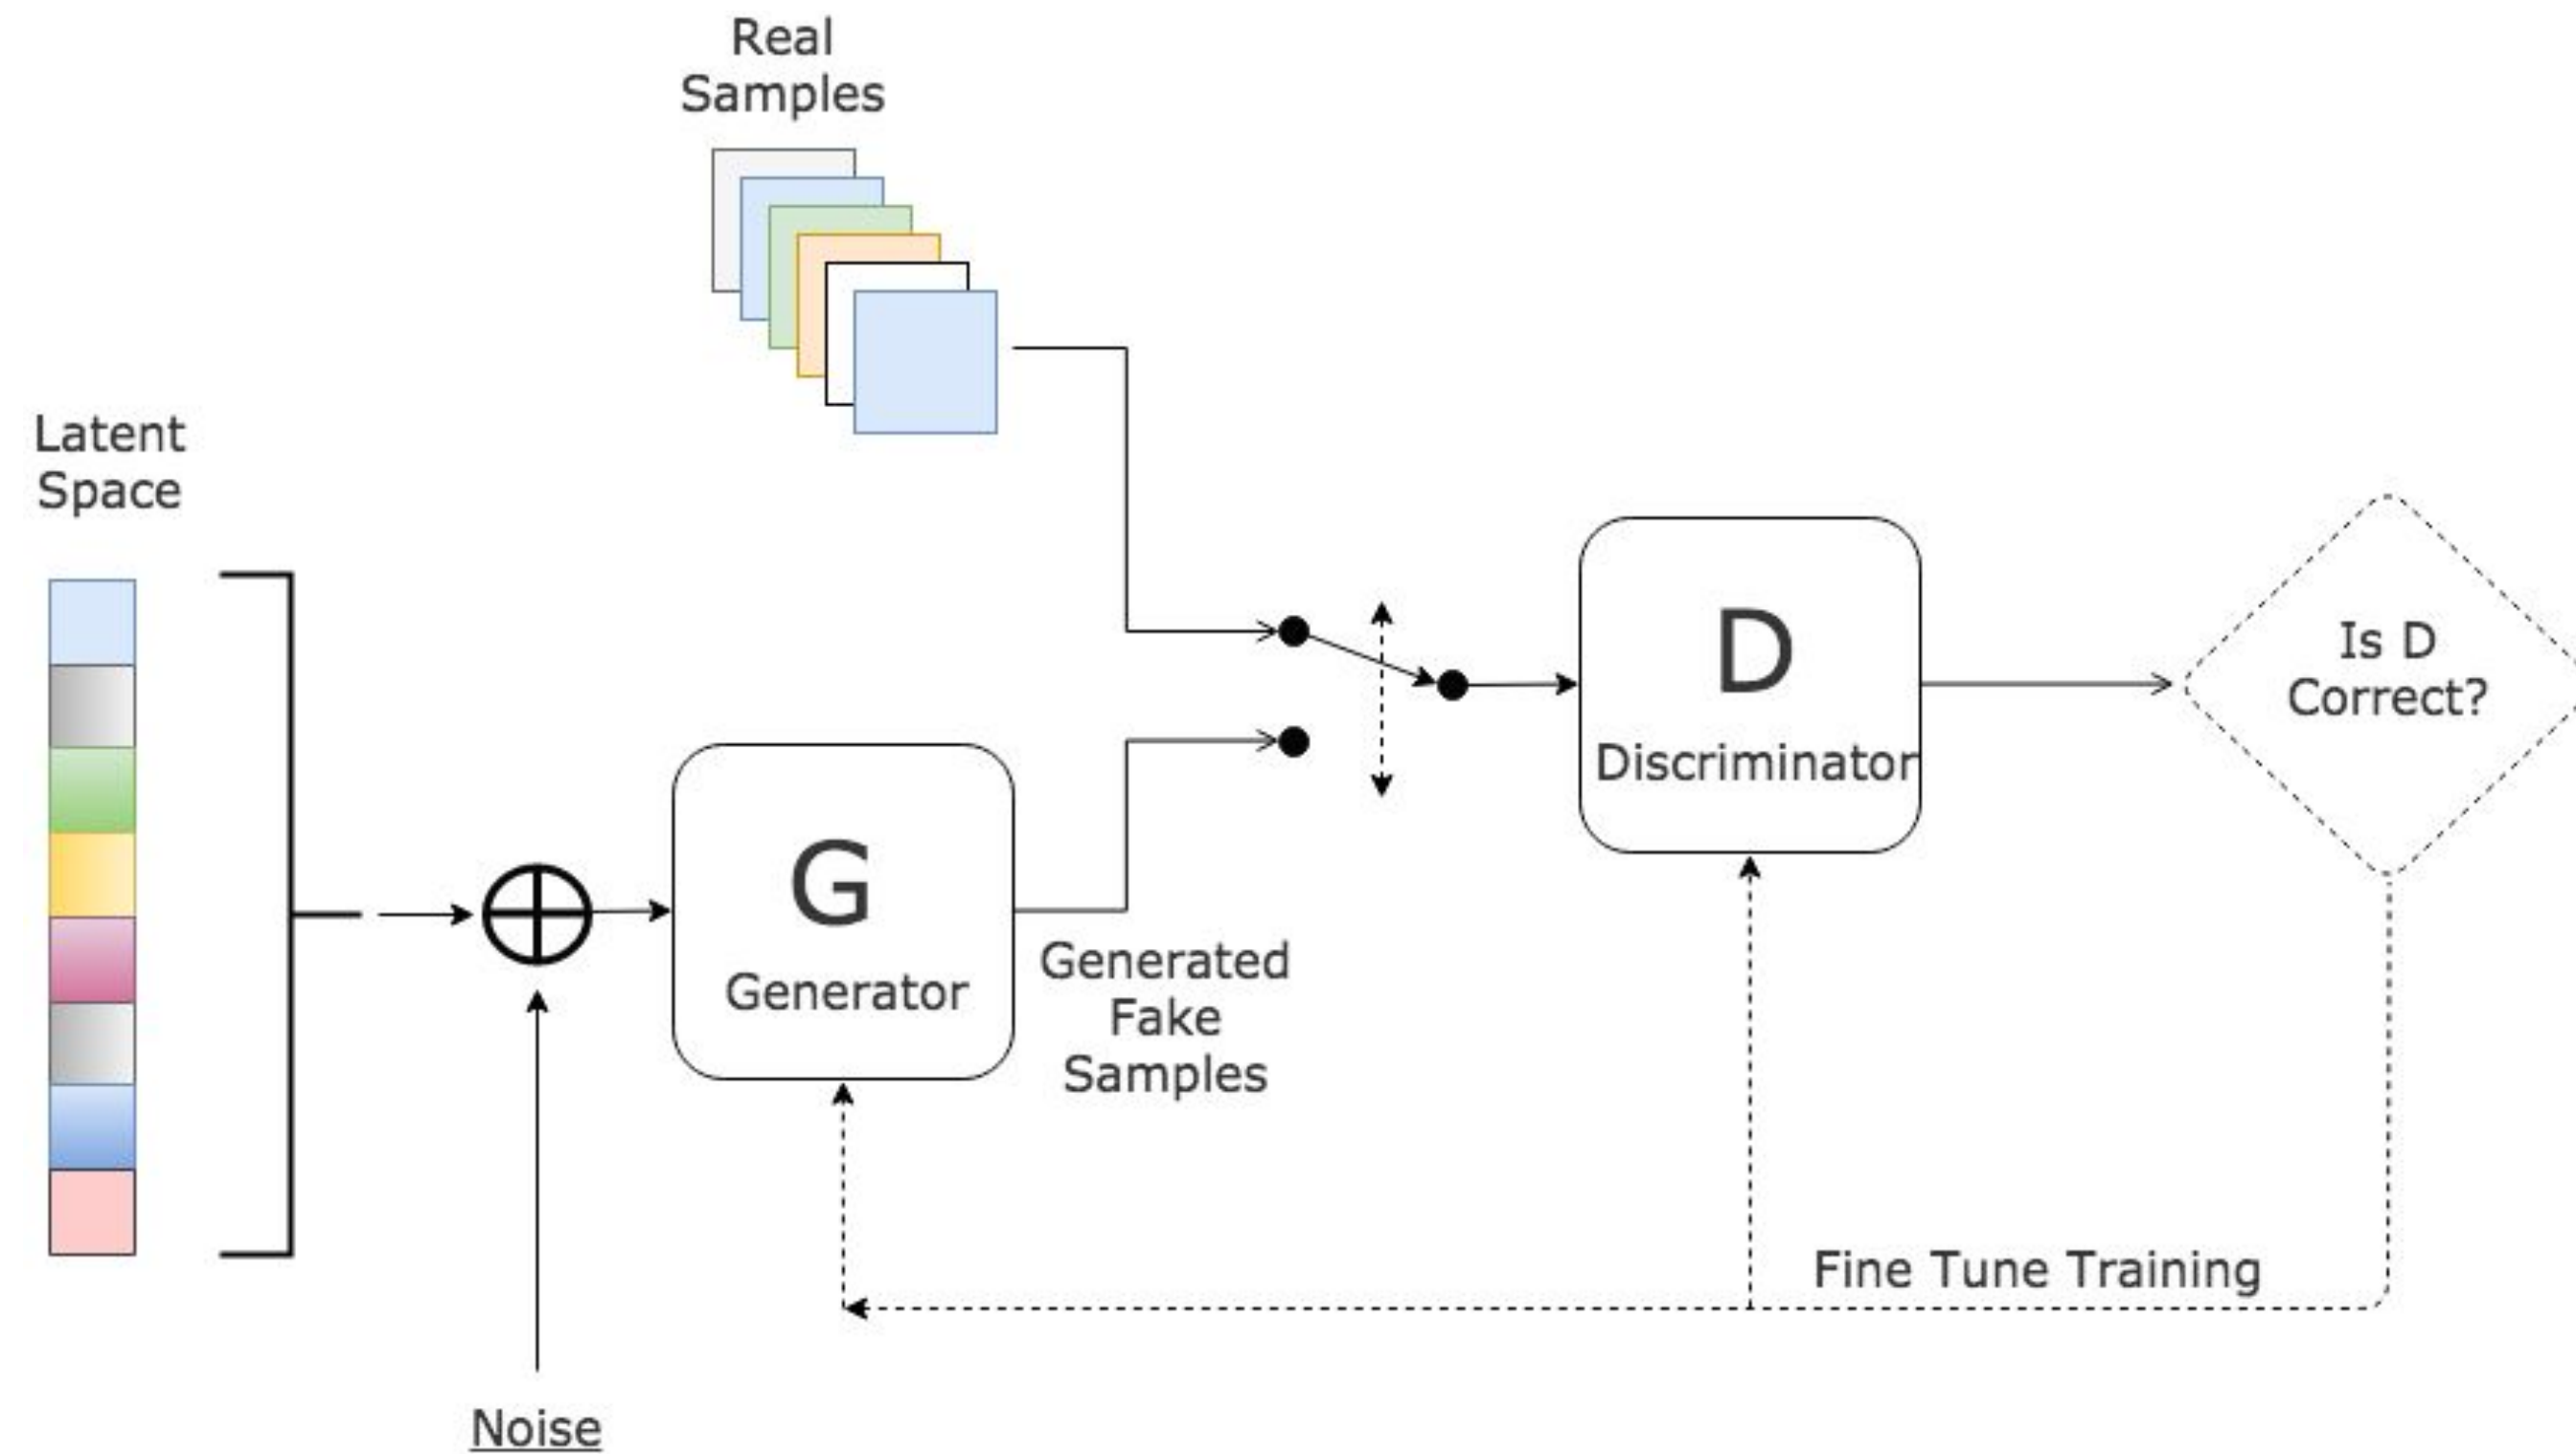 Real
Samples
Latent
Space
D
Discriminator
Is D
Correct?
G
Generator
Generated
Fake
Samples
Fine Tune Training
Noise